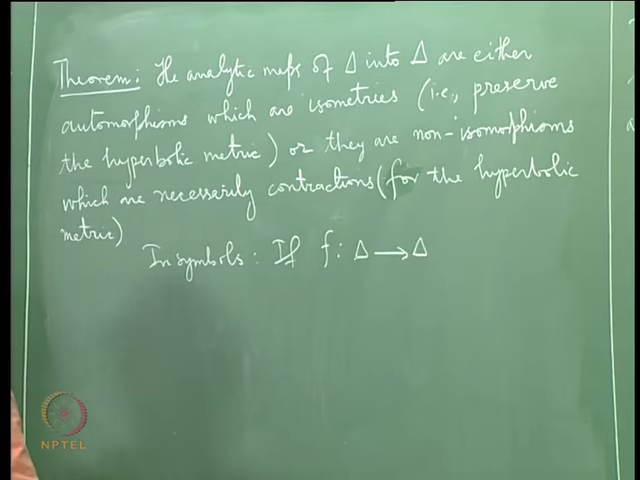 Theorem: The analytic maps of Δ into Δ are either
automorphisms which are isometries (i.e., preserve
the hyperbolic metric) or they are non-isomorphisms
which are necessarily contractions (for the hyperbolic
metric)
In symbols: If f: Δ → Δ
NPTEL